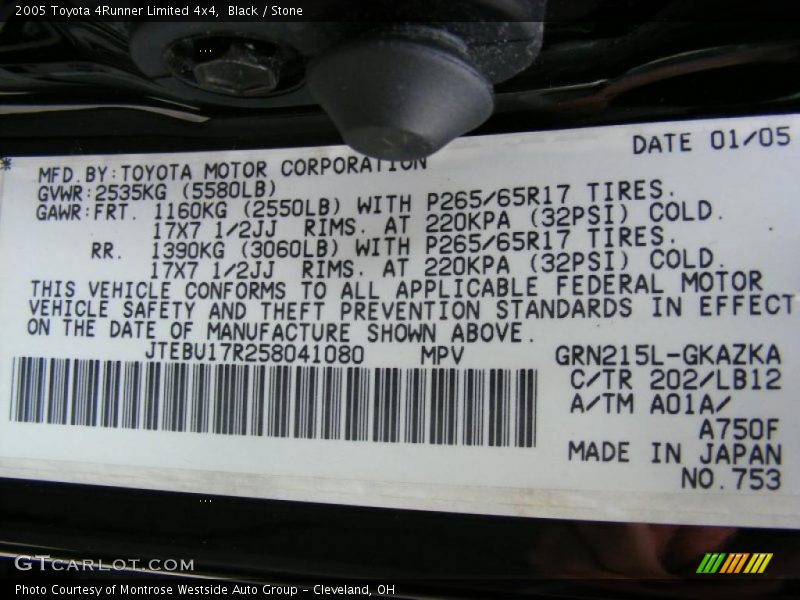 2005 Toyota 4Runner Limited 4x4, Black / Stone
DATE 01/05
* MFD.BY:TOYOTA MOTOR CORPORATION
GVWR:2535KG (5580LB)
GAWR:FRT. 1160KG (2550LB) WITH P265/65R17 TIRES.
17X7 1/2JJ RIMS. AT 220KPA (32PSI) COLD.
RR. 1390KG (3060LB) WITH P265/65R17 TIRES.
17X7 1/2JJ RIMS. AT 220KPA (32PSI) COLD.
THIS VEHICLE CONFORMS TO ALL APPLICABLE FEDERAL MOTOR
VEHICLE SAFETY AND THEFT PREVENTION STANDARDS IN EFFECT
ON THE DATE OF MANUFACTURE SHOWN ABOVE.
JTEBU17R258041080 MPV GRN215L-GKAZKA
C/TR 202/LB12
A/TM A01A/
A750F
MADE IN JAPAN
NO.753
GTCARLOT.COM
Photo Courtesy of Montrose Westside Auto Group - Cleveland, OH